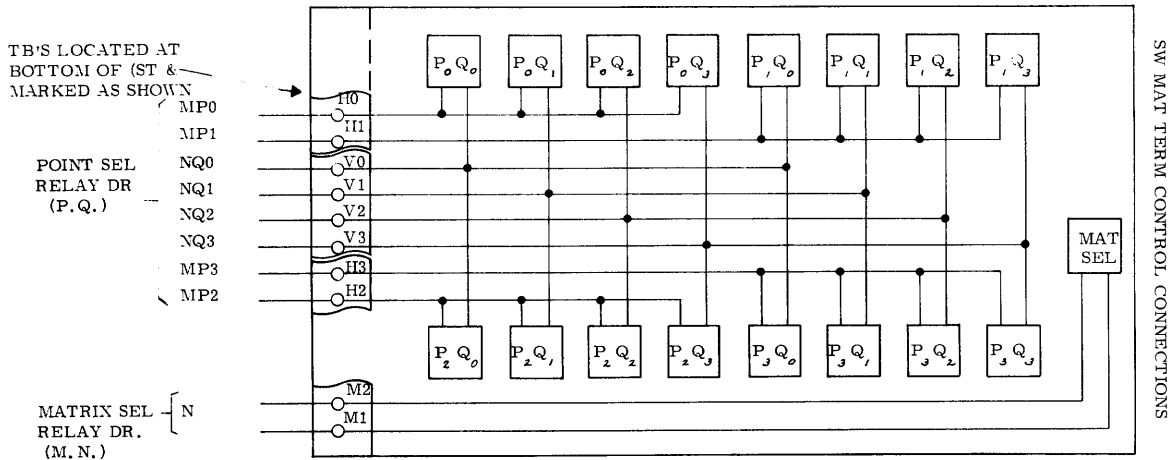 TB'S LOCATED AT
BOTTOM OF (ST &
MARKED AS SHOWN
MP0
MP1
POINT SEL
RELAY DR
(P.Q.)
NQ0
NQ1
NQ2
NQ3
MP3
MP2
MATRIX SEL
RELAY DR.
(M.N.)
N
H0
H1
V0
V1
V2
V3
H3
H2
M2
M1
P0Q0
P0Q1
P0Q2
P0Q3
P1Q0
P1Q1
P1Q2
P1Q3
P2Q0
P2Q1
P2Q2
P2Q3
P3Q0
P3Q1
P3Q2
P3Q3
MAT
SEL
SW MAT TERM CONTROL CONNECTIONS